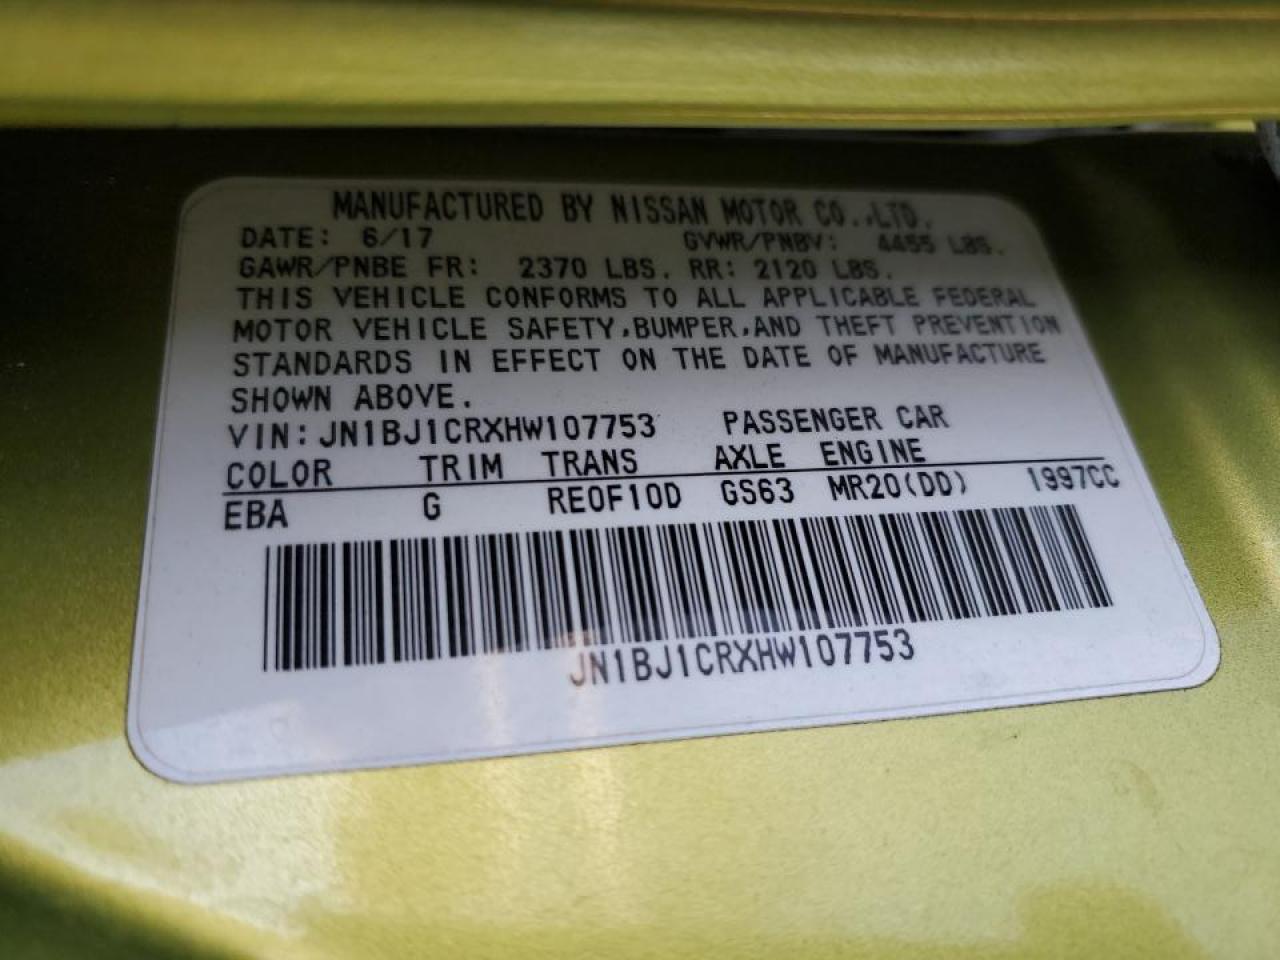 MANUFACTURED BY NISSAN MOTOR CO.,LTD.
DATE: 6/17 GVWR/PNBV: 4455 LBS.
GAWR/PNBE FR: 2370 LBS. RR: 2120 LBS.
THIS VEHICLE CONFORMS TO ALL APPLICABLE FEDERAL
MOTOR VEHICLE SAFETY,BUMPER,AND THEFT PREVENTION
STANDARDS IN EFFECT ON THE DATE OF MANUFACTURE
SHOWN ABOVE.
VIN:JN1BJ1CRXHW107753 PASSENGER CAR
COLOR TRIM TRANS AXLE ENGINE
EBA G RE0F10D GS63 MR20(DD) 1997CC
JN1BJ1CRXHW107753